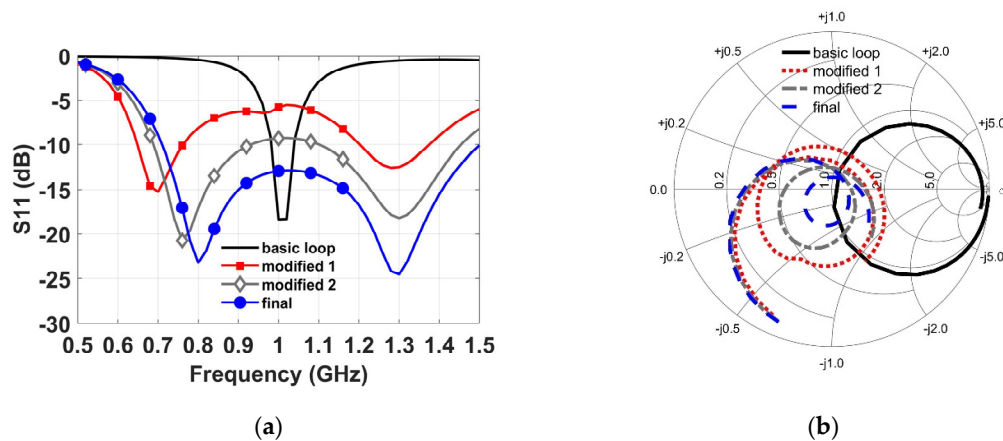 0
-5
-10
-15
-20
-25
-30
S11 (dB)
basic loop
modified 1
modified 2
final
0.5 0.6 0.7 0.8 0.9 1 1.1 1.2 1.3 1.4 1.5
Frequency (GHz)
(a)
+j1.0
+j0.5
+j2.0
basic loop
modified 1
modified 2
final
+j0.2
+j5.0
0.0
0.2
0.5
1.0
2.0
5.0
-j0.2
-j5.0
-j0.5
-j2.0
-j1.0
(b)